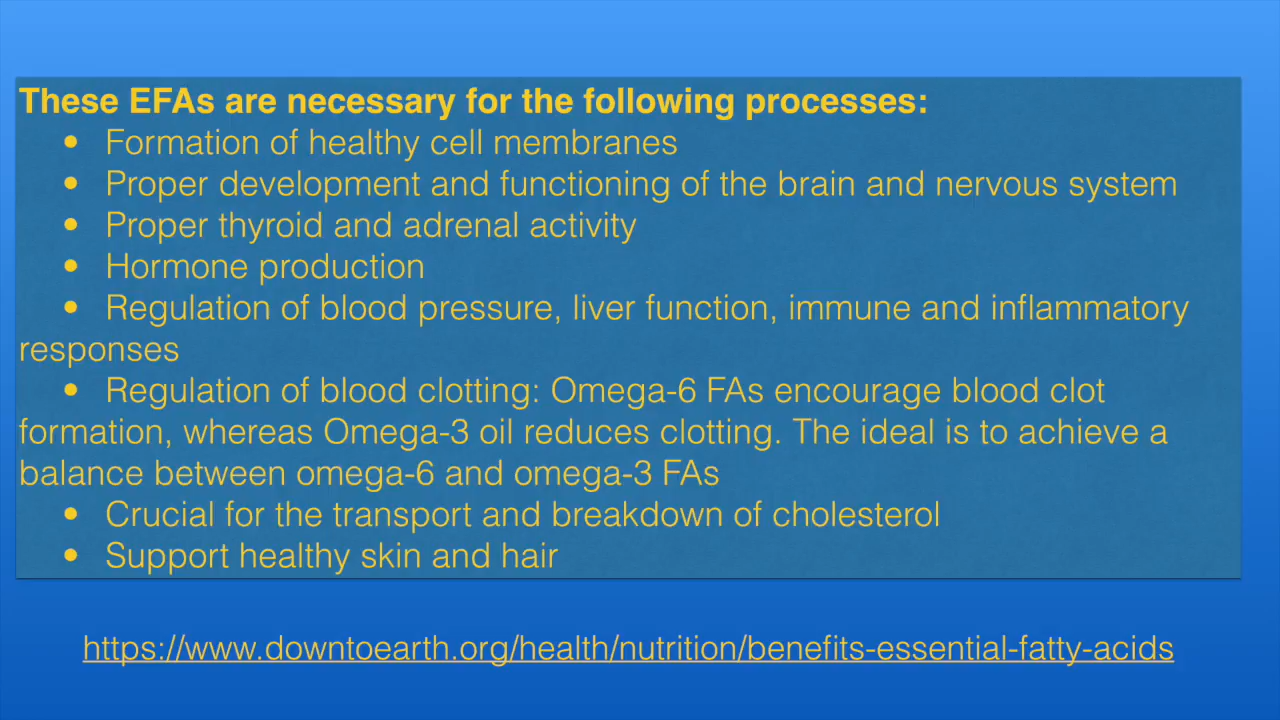 These EFAs are necessary for the following processes:
• Formation of healthy cell membranes
• Proper development and functioning of the brain and nervous system
• Proper thyroid and adrenal activity
• Hormone production
• Regulation of blood pressure, liver function, immune and inflammatory
responses
• Regulation of blood clotting: Omega-6 FAs encourage blood clot
formation, whereas Omega-3 oil reduces clotting. The ideal is to achieve a
balance between omega-6 and omega-3 FAs
• Crucial for the transport and breakdown of cholesterol
• Support healthy skin and hair
https://www.downtoearth.org/health/nutrition/benefits-essential-fatty-acids